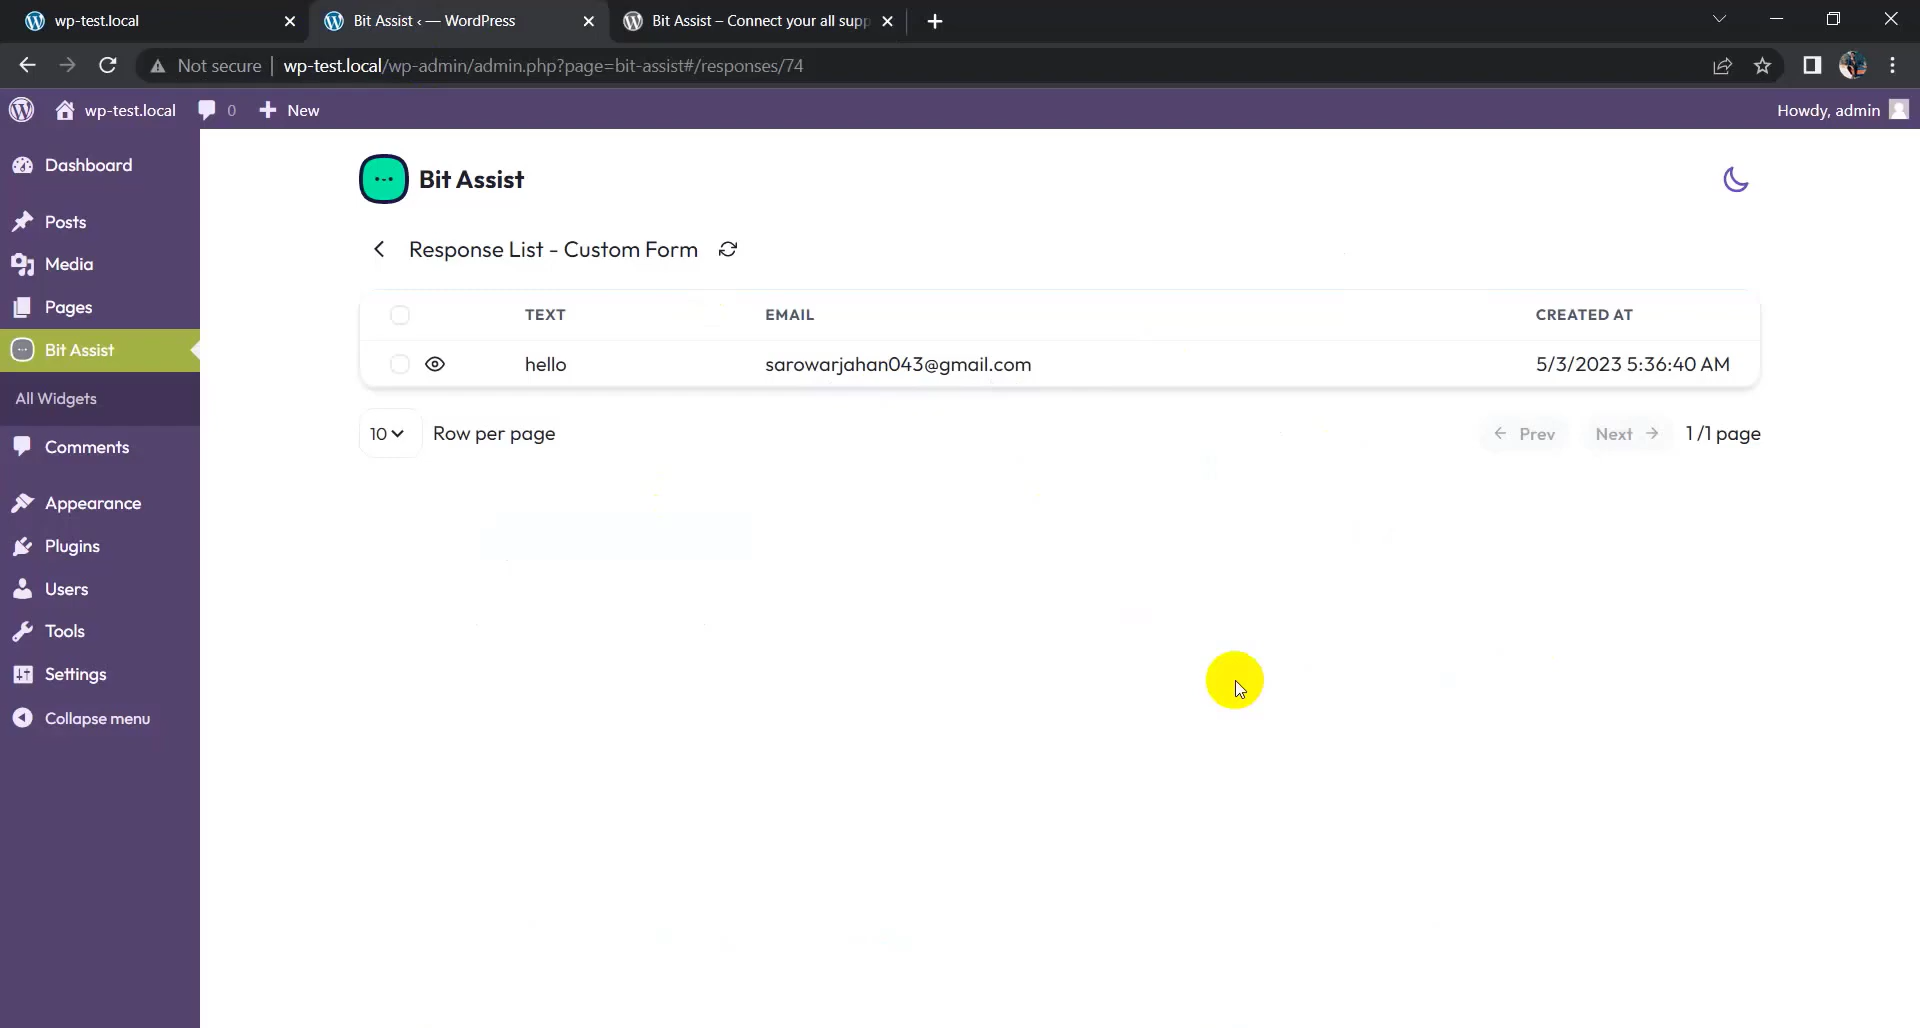 wp-test.local
Bit Assist ‹ — WordPress
Bit Assist – Connect your all supp
Not secure
wp-test.local/wp-admin/admin.php?page=bit-assist#/responses/74
wp-test.local
0
New
Howdy, admin
Dashboard
Posts
Media
Pages
Bit Assist
All Widgets
Comments
Appearance
Plugins
Users
Tools
Settings
Collapse menu
Bit Assist
Response List - Custom Form
TEXT EMAIL CREATED AT
hello sarowarjahan043@gmail.com 5/3/2023 5:36:40 AM
10 Row per page
← Prev Next → 1 /1 page